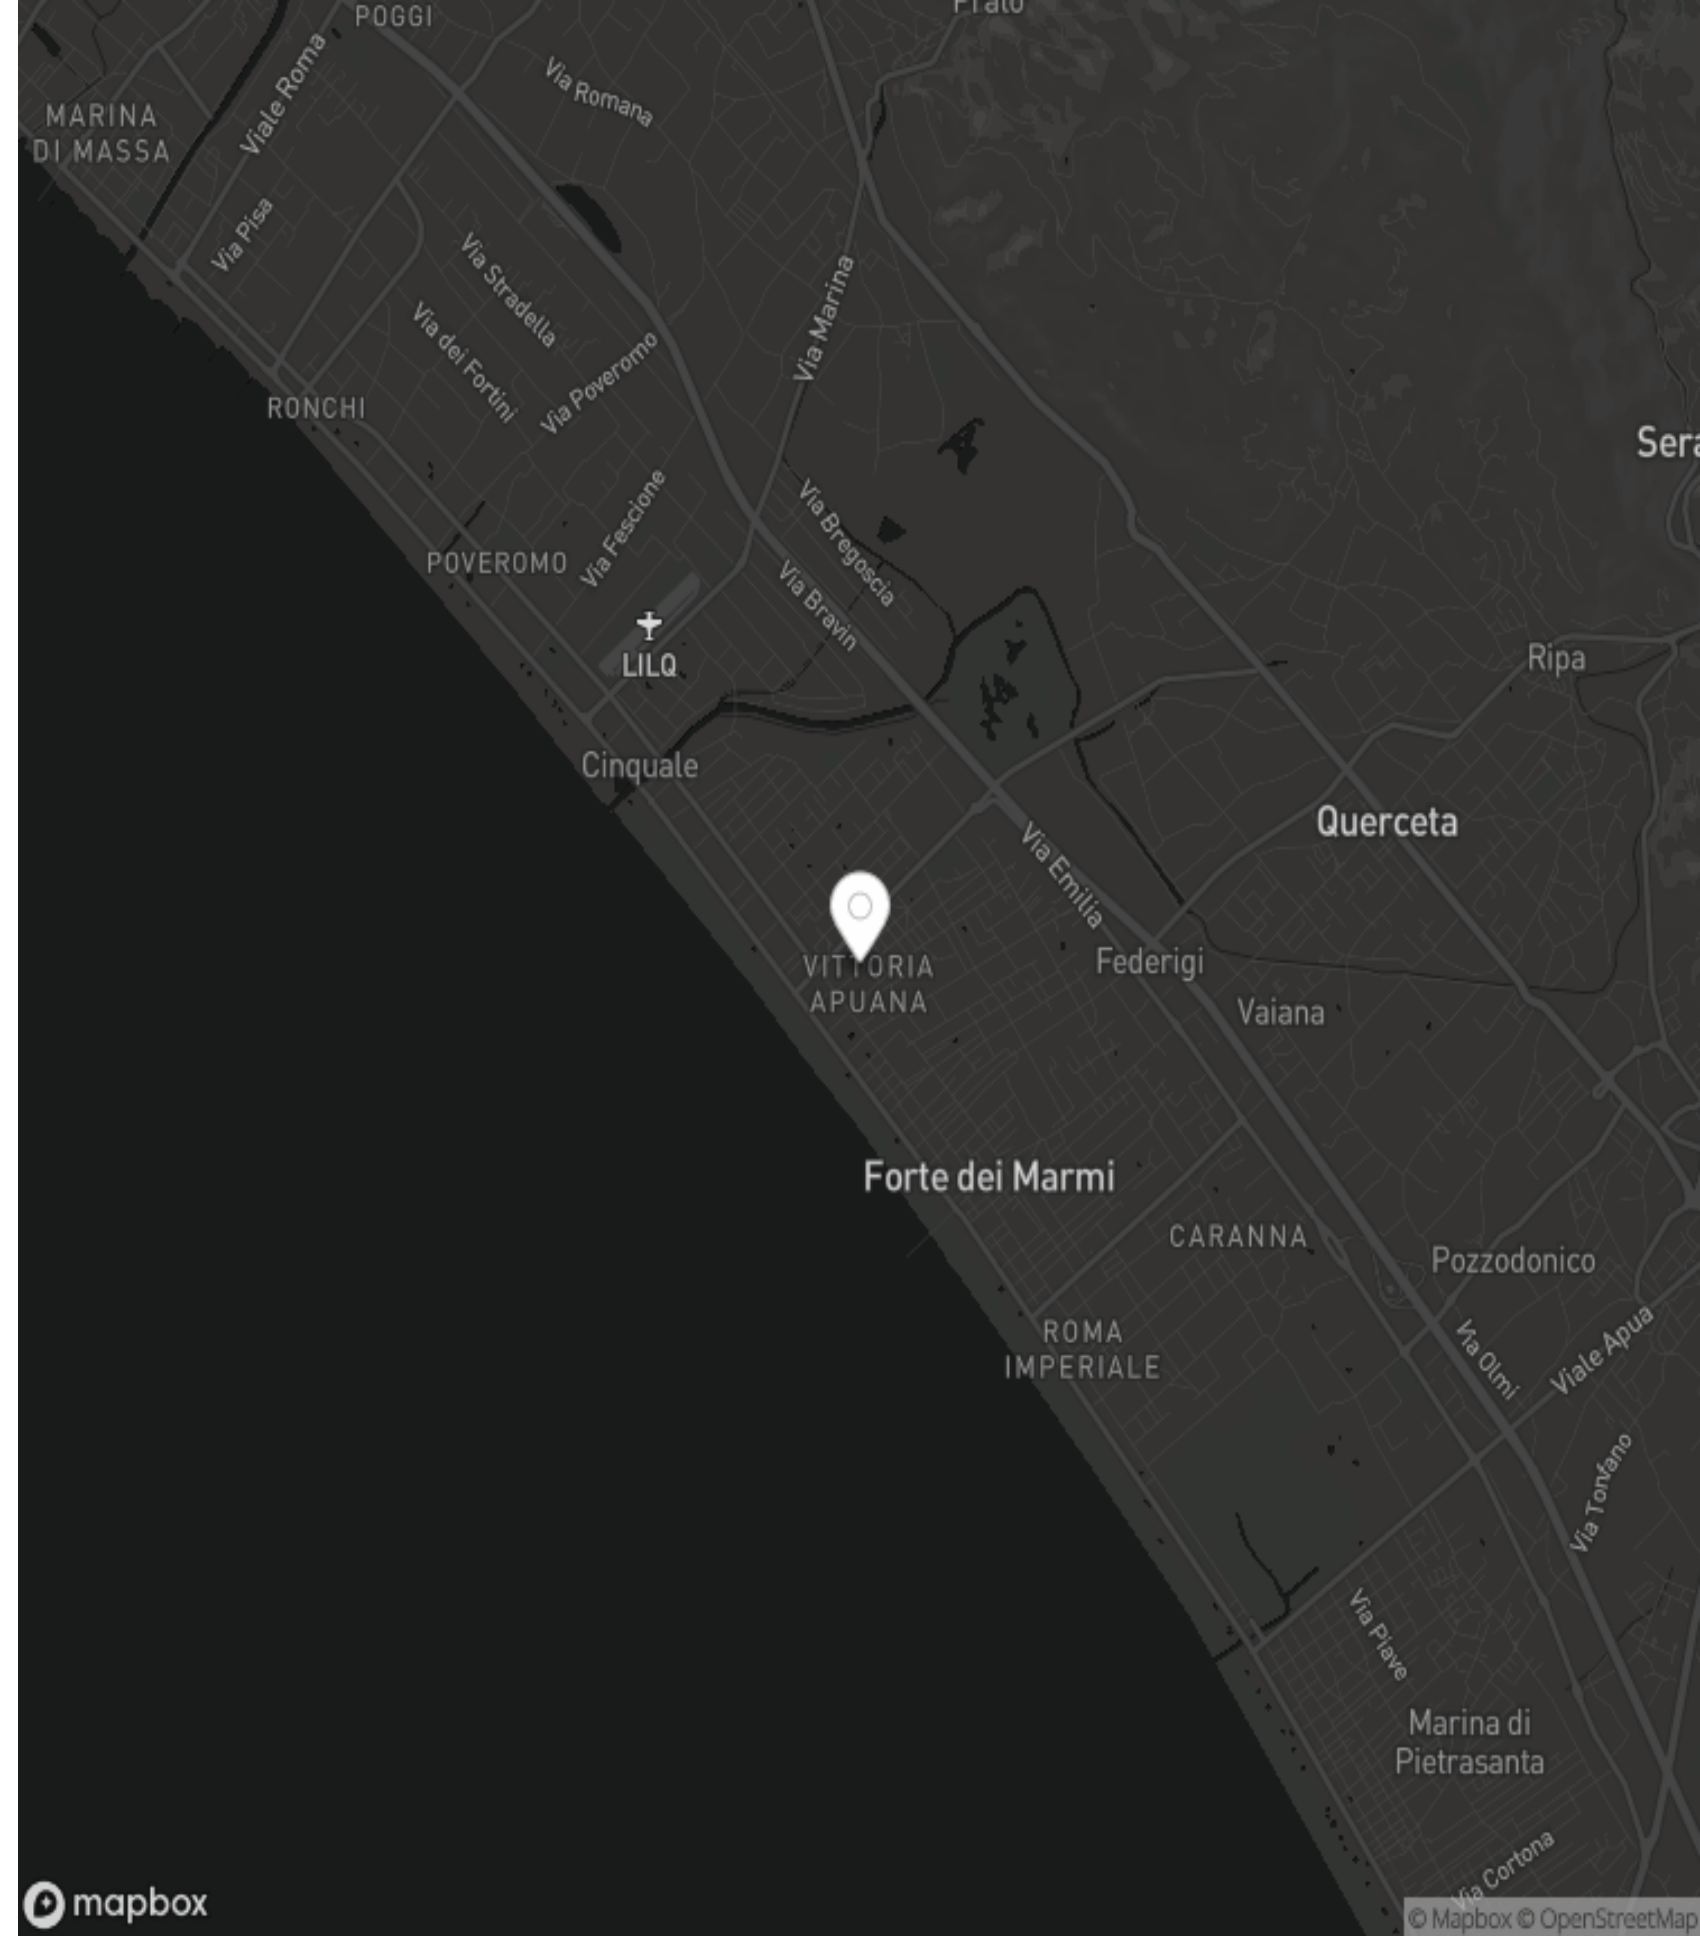 POGGI
MARINA
DI MASSA
Viale Roma
Via Romana
Via Pisa
Via Stradella
Via dei Fortini
Via Poveromo
Via Marina
RONCHI
Via Fescione
Via Bregoscia
Via Bravin
POVEROMO
LILQ
Ripa
Cinquale
Querceta
Via Emilia
VITTORIA
APUANA
Federigi
Vaiana
Forte dei Marmi
CARANNA
Pozzodonico
ROMA
IMPERIALE
Via Olmi
Viale Apua
Via Tonfano
Via Piave
Marina di
Pietrasanta
Via Cortona
mapbox
© Mapbox © OpenStreetMap